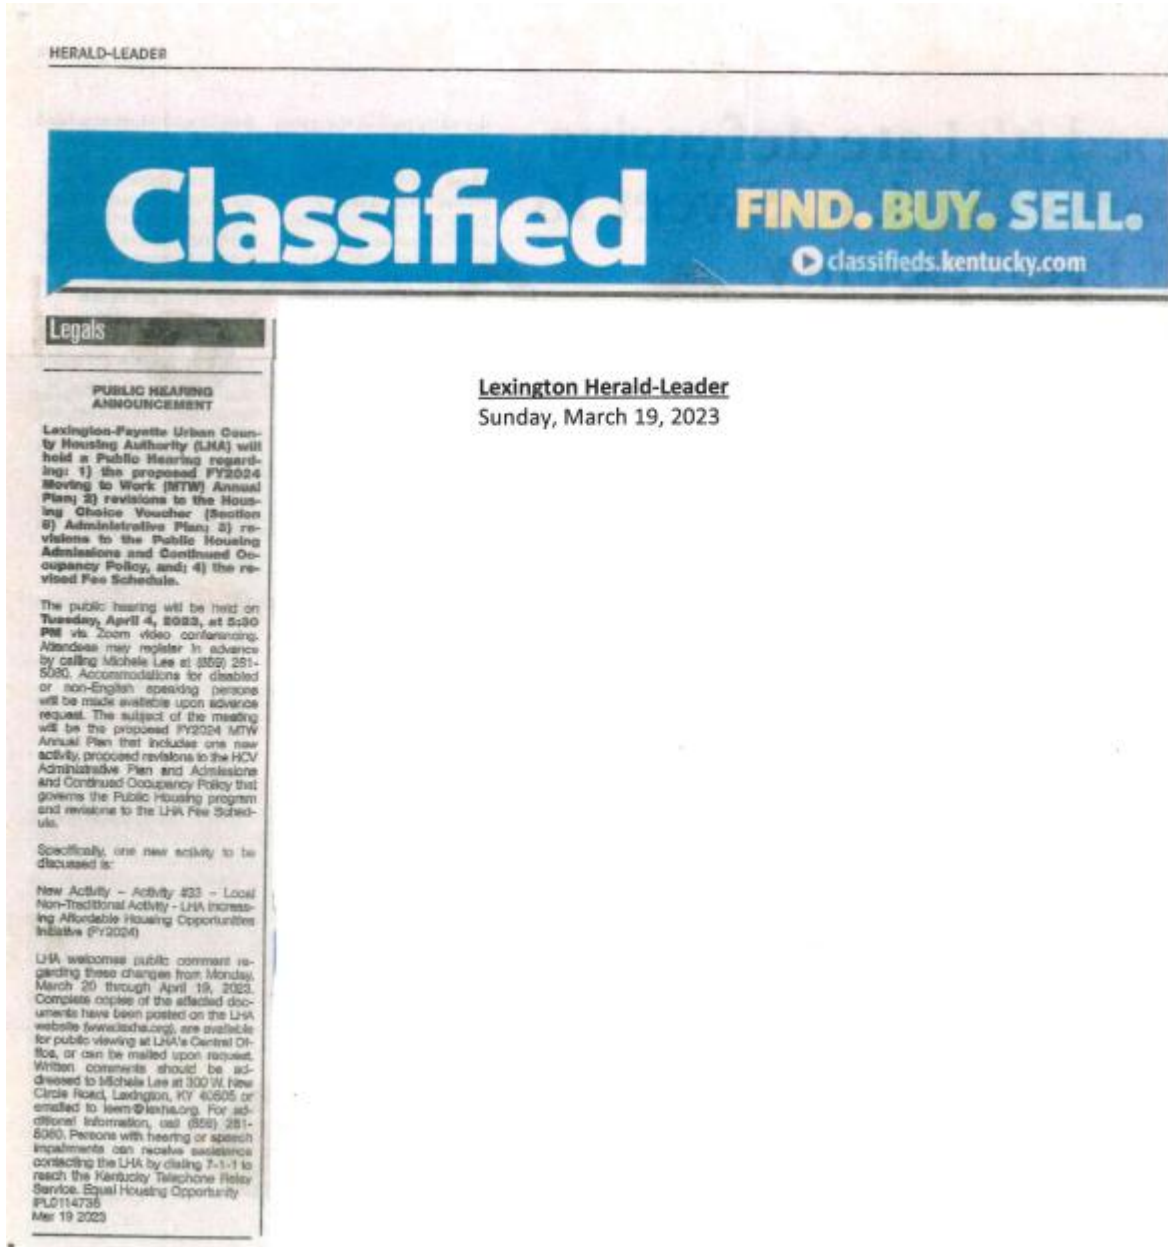 HERALD-LEADER
Classified
FIND. BUY. SELL.
classifieds.kentucky.com
Legals
Lexington Herald-Leader
Sunday, March 19, 2023
PUBLIC HEARING
ANNOUNCEMENT
Lexington-Fayette Urban Coun-
ty Housing Authority (LHA) will
hold a Public Hearing regard-
ing: 1) the proposed FY2024
Moving to Work (MTW) Annual
Plan; 2) revisions to the Hous-
ing Choice Voucher (Section
8) Administrative Plan; 3) re-
visions to the Public Housing
Admissions and Continued Oc-
cupancy Policy, and; 4) the re-
vised Fee Schedule.
The public hearing will be held on
Tuesday, April 4, 2023, at 5:30
PM via Zoom video conferencing.
Attendees may register in advance
by calling Michele Lee at (859) 281-
5060. Accommodations for disabled
or non-English speaking persons
will be made available upon advance
request. The subject of the meeting
will be the proposed FY2024 MTW
Annual Plan that includes one new
activity, proposed revisions to the HCV
Administrative Plan and Admissions
and Continued Occupancy Policy that
governs the Public Housing program
and revisions to the LHA Fee Sched-
ule.
Specifically, one new activity to be
discussed is:
New Activity – Activity #33 – Local
Non-Traditional Activity - LHA Increas-
ing Affordable Housing Opportunities
Initiative (FY2024)
LHA welcomes public comment re-
garding these changes from Monday,
March 20 through April 19, 2023.
Complete copies of the affected doc-
uments have been posted on the LHA
website (www.lexha.org), are available
for public viewing at LHA's Central Of-
fice, or can be mailed upon request.
Written comments should be ad-
dressed to Michele Lee at 300 W. New
Circle Road, Lexington, KY 40505 or
emailed to leem@lexha.org. For ad-
ditional information, call (859) 281-
5060. Persons with hearing or speech
impairments can receive assistance
contacting the LHA by dialing 7-1-1 to
reach the Kentucky Telephone Relay
Service. Equal Housing Opportunity
IPL0114735
Mar 19 2023